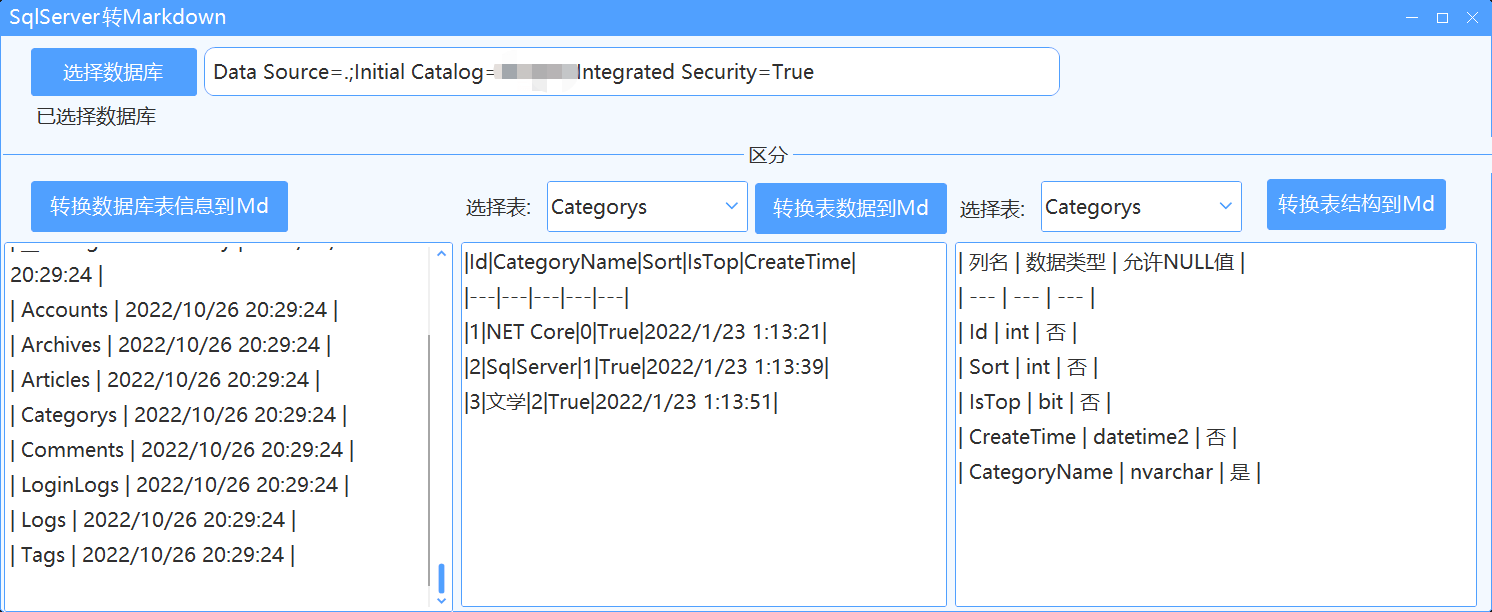 SqlServer转Markdown
选择数据库
Data Source=.;Initial Catalog=
Integrated Security=True
已选择数据库
区分
转换数据库表信息到Md
选择表:
Categorys
转换表数据到Md
选择表:
Categorys
转换表结构到Md
20:29:24 |
| Accounts | 2022/10/26 20:29:24 |
| Archives | 2022/10/26 20:29:24 |
| Articles | 2022/10/26 20:29:24 |
| Categorys | 2022/10/26 20:29:24 |
| Comments | 2022/10/26 20:29:24 |
| LoginLogs | 2022/10/26 20:29:24 |
| Logs | 2022/10/26 20:29:24 |
| Tags | 2022/10/26 20:29:24 |
|Id|CategoryName|Sort|IsTop|CreateTime|
|---|---|---|---|---|
|1|NET Core|0|True|2022/1/23 1:13:21|
|2|SqlServer|1|True|2022/1/23 1:13:39|
|3|文学|2|True|2022/1/23 1:13:51|
| 列名 | 数据类型 | 允许NULL值 |
| --- | --- | --- |
| Id | int | 否 |
| Sort | int | 否 |
| IsTop | bit | 否 |
| CreateTime | datetime2 | 否 |
| CategoryName | nvarchar | 是 |